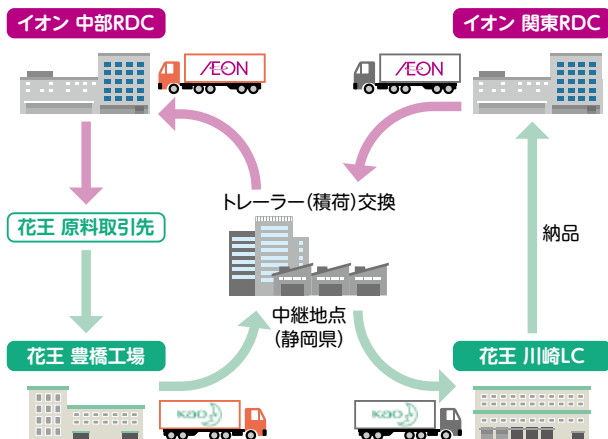 イオン 中部RDC
イオン 関東RDC
ÆON
ÆON
トレーラー(積荷)交換
花王 原料取引先
納品
中継地点
(静岡県)
花王 豊橋工場
花王 川崎LC
kao
kao